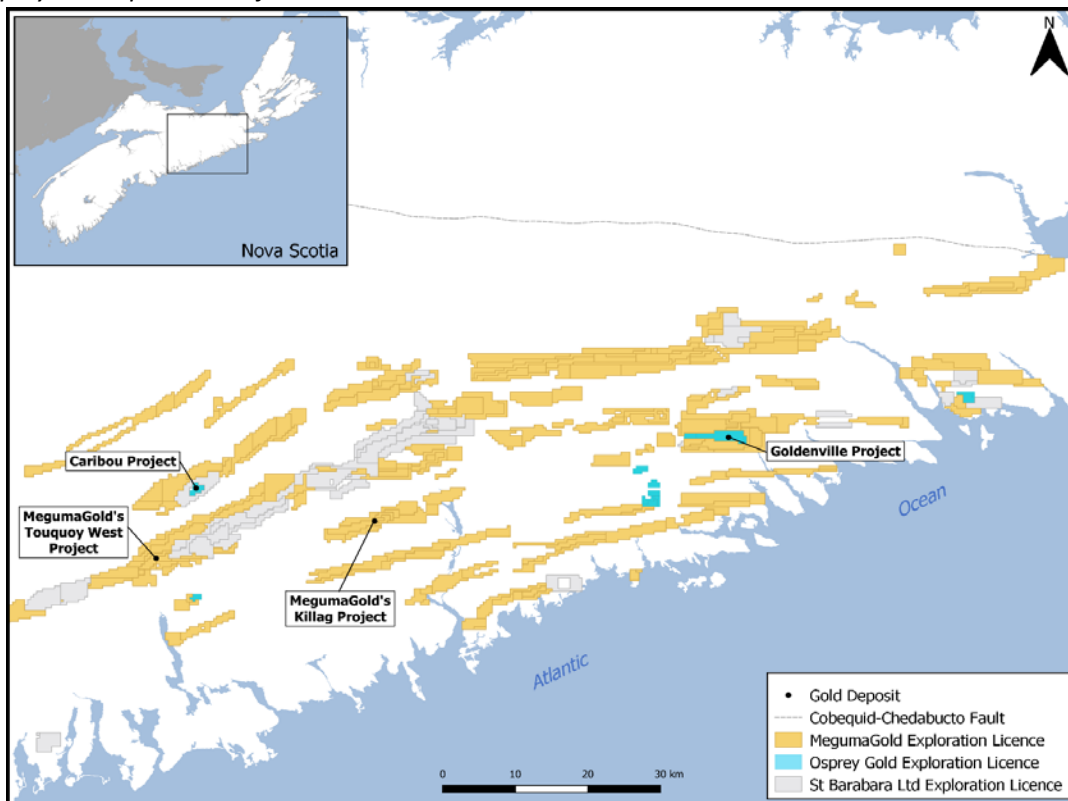 N
Nova Scotia
Caribou Project
MegumaGold's
Touquoy West
Project
MegumaGold's
Killag Project
Goldenville Project
Ocean
Atlantic
Gold Deposit
Cobequid-Chedabucto Fault
MegumaGold Exploration Licence
Osprey Gold Exploration Licence
St Barabara Ltd Exploration Licence
0 10 20 30 km